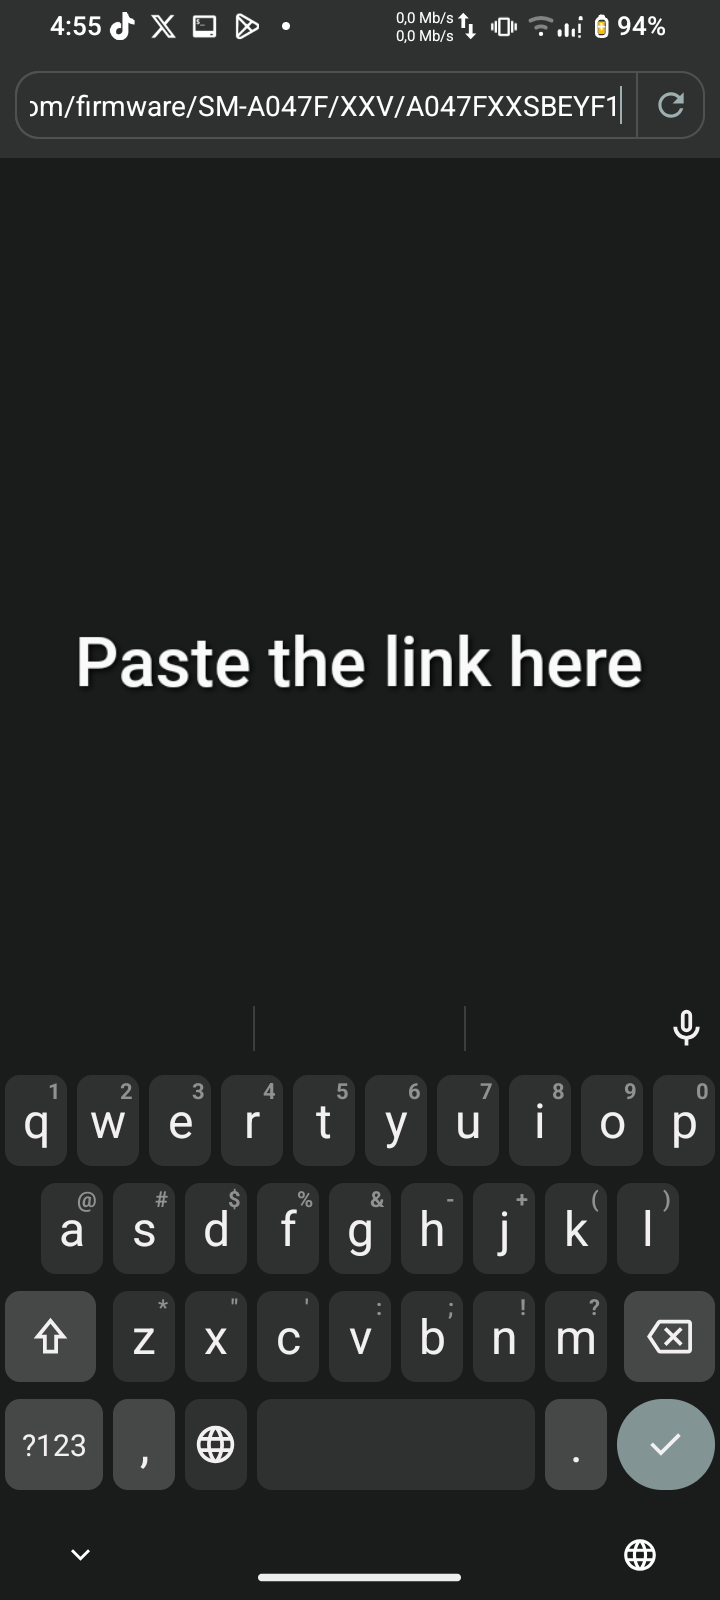 4:55
0,0 Mb/s
0,0 Mb/s
94%
om/firmware/SM-A047F/XXV/A047FXXSBEYF1
Paste the link here
1 2 3 4 5 6 7 8 9 0
q w e r t y u i o p
@ # $ % & - + ( )
a s d f g h j k l
* " ' : ; ! ?
z x c v b n m
?123 , .